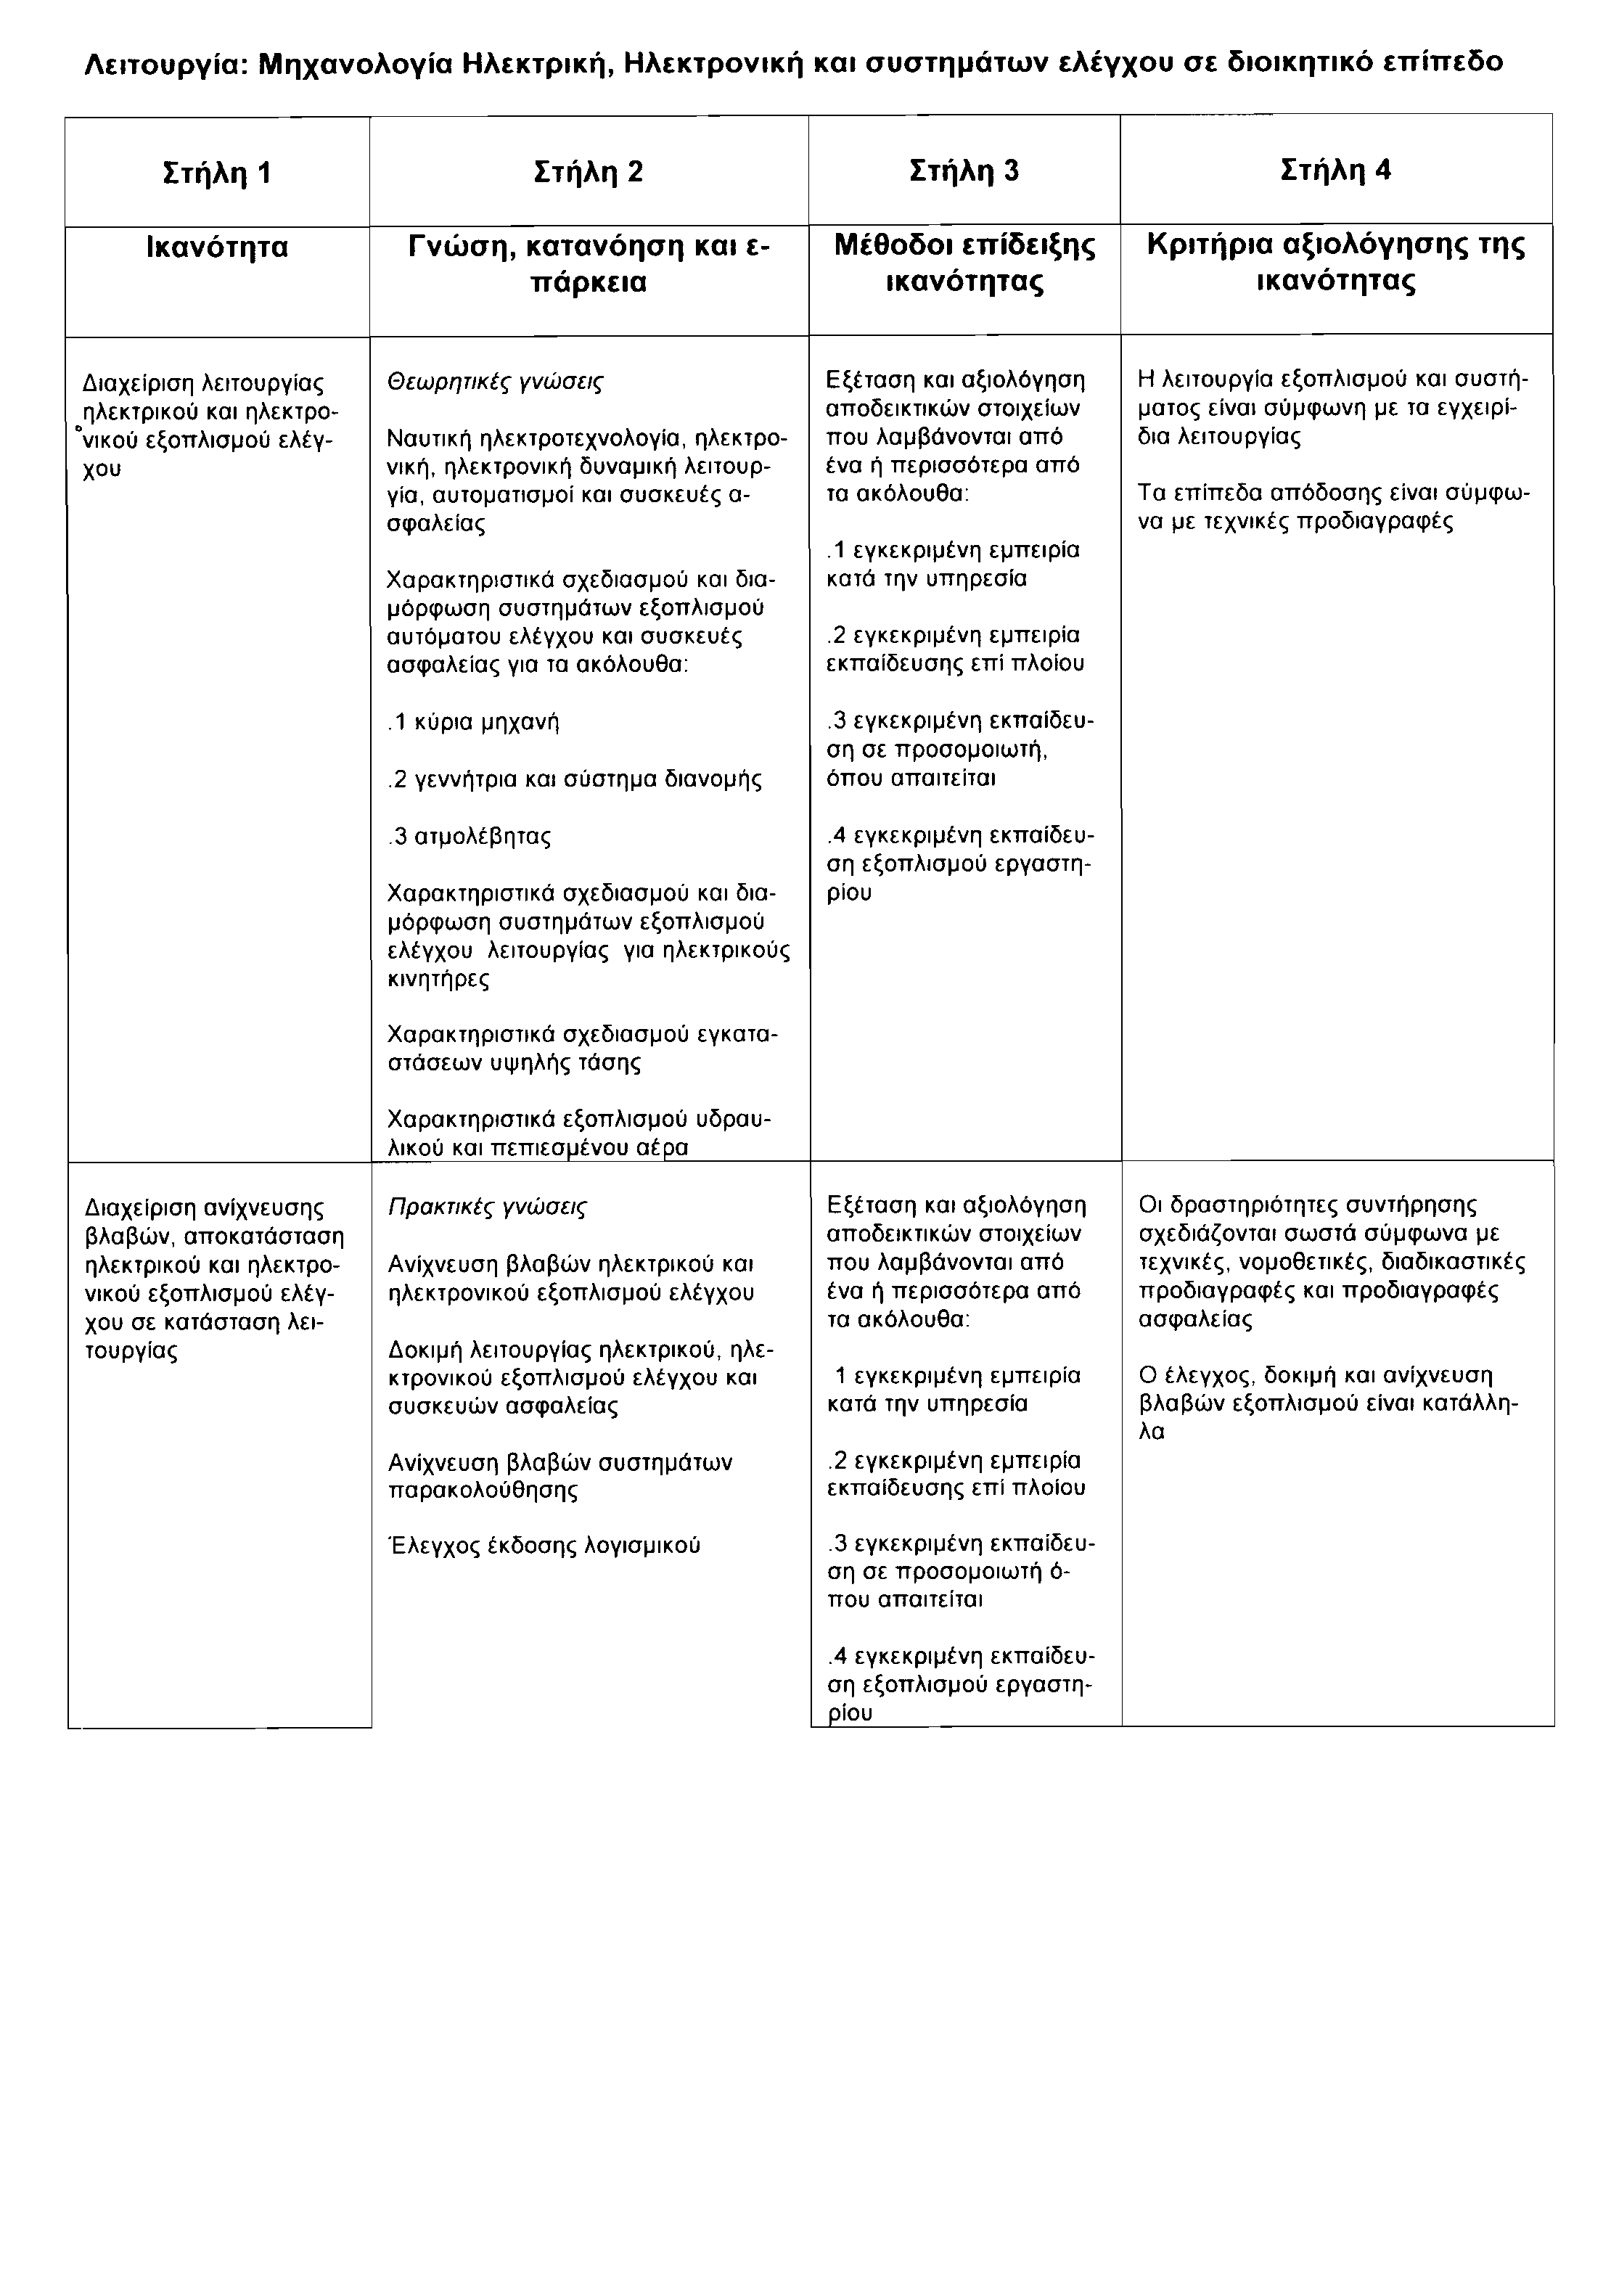 Λειτουργία: Μηχανολογία Ηλεκτρική, Ηλεκτρονική και συστημάτων ελέγχου σε διοικητικό επίπεδο
Στήλη 1
Στήλη 2
Στήλη 3
Στήλη 4
Ικανότητα
Γνώση, κατανόηση και ε-
πάρκεια
Μέθοδοι επίδειξης
ικανότητας
Κριτήρια αξιολόγησης της
ικανότητας
Διαχείριση λειτουργίας
ηλεκτρικού και ηλεκτρο-
νικού εξοπλισμού ελέγ-
χου
Θεωρητικές γνώσεις
Ναυτική ηλεκτροτεχνολογία, ηλεκτρο-
νική, ηλεκτρονική δυναμική λειτουρ-
γία, αυτοματισμοί και συσκευές α-
σφαλείας
Χαρακτηριστικά σχεδιασμού και δια-
μόρφωση συστημάτων εξοπλισμού
αυτόματου ελέγχου και συσκευές
ασφαλείας για τα ακόλουθα:
.1 κύρια μηχανή
.2 γεννήτρια και σύστημα διανομής
.3 ατμολέβητας
Χαρακτηριστικά σχεδιασμού και δια-
μόρφωση συστημάτων εξοπλισμού
ελέγχου λειτουργίας για ηλεκτρικούς
κινητήρες
Χαρακτηριστικά σχεδιασμού εγκατα-
στάσεων υψηλής τάσης
Χαρακτηριστικά εξοπλισμού υδραυ-
λικού και πεπιεσμένου αέρα
Εξέταση και αξιολόγηση
αποδεικτικών στοιχείων
που λαμβάνονται από
ένα ή περισσότερα από
τα ακόλουθα:
.1 εγκεκριμένη εμπειρία
κατά την υπηρεσία
.2 εγκεκριμένη εμπειρία
εκπαίδευσης επί πλοίου
.3 εγκεκριμένη εκπαίδευ-
ση σε προσομοιωτή,
όπου απαιτείται
.4 εγκεκριμένη εκπαίδευ-
ση εξοπλισμού εργαστη-
ρίου
Η λειτουργία εξοπλισμού και συστή-
ματος είναι σύμφωνη με τα εγχειρί-
δια λειτουργίας
Τα επίπεδα απόδοσης είναι σύμφω-
να με τεχνικές προδιαγραφές
Διαχείριση ανίχνευσης
βλαβών, αποκατάσταση
ηλεκτρικού και ηλεκτρο-
νικού εξοπλισμού ελέγ-
χου σε κατάσταση λει-
τουργίας
Πρακτικές γνώσεις
Ανίχνευση βλαβών ηλεκτρικού και
ηλεκτρονικού εξοπλισμού ελέγχου
Δοκιμή λειτουργίας ηλεκτρικού, ηλε-
κτρονικού εξοπλισμού ελέγχου και
συσκευών ασφαλείας
Ανίχνευση βλαβών συστημάτων
παρακολούθησης
Έλεγχος έκδοσης λογισμικού
Εξέταση και αξιολόγηση
αποδεικτικών στοιχείων
που λαμβάνονται από
ένα ή περισσότερα από
τα ακόλουθα:
1 εγκεκριμένη εμπειρία
κατά την υπηρεσία
.2 εγκεκριμένη εμπειρία
εκπαίδευσης επί πλοίου
.3 εγκεκριμένη εκπαίδευ-
ση σε προσομοιωτή ό-
που απαιτείται
.4 εγκεκριμένη εκπαίδευ-
ση εξοπλισμού εργαστη-
ρίου
Οι δραστηριότητες συντήρησης
σχεδιάζονται σωστά σύμφωνα με
τεχνικές, νομοθετικές, διαδικαστικές
προδιαγραφές και προδιαγραφές
ασφαλείας
Ο έλεγχος, δοκιμή και ανίχνευση
βλαβών εξοπλισμού είναι κατάλλη-
λα